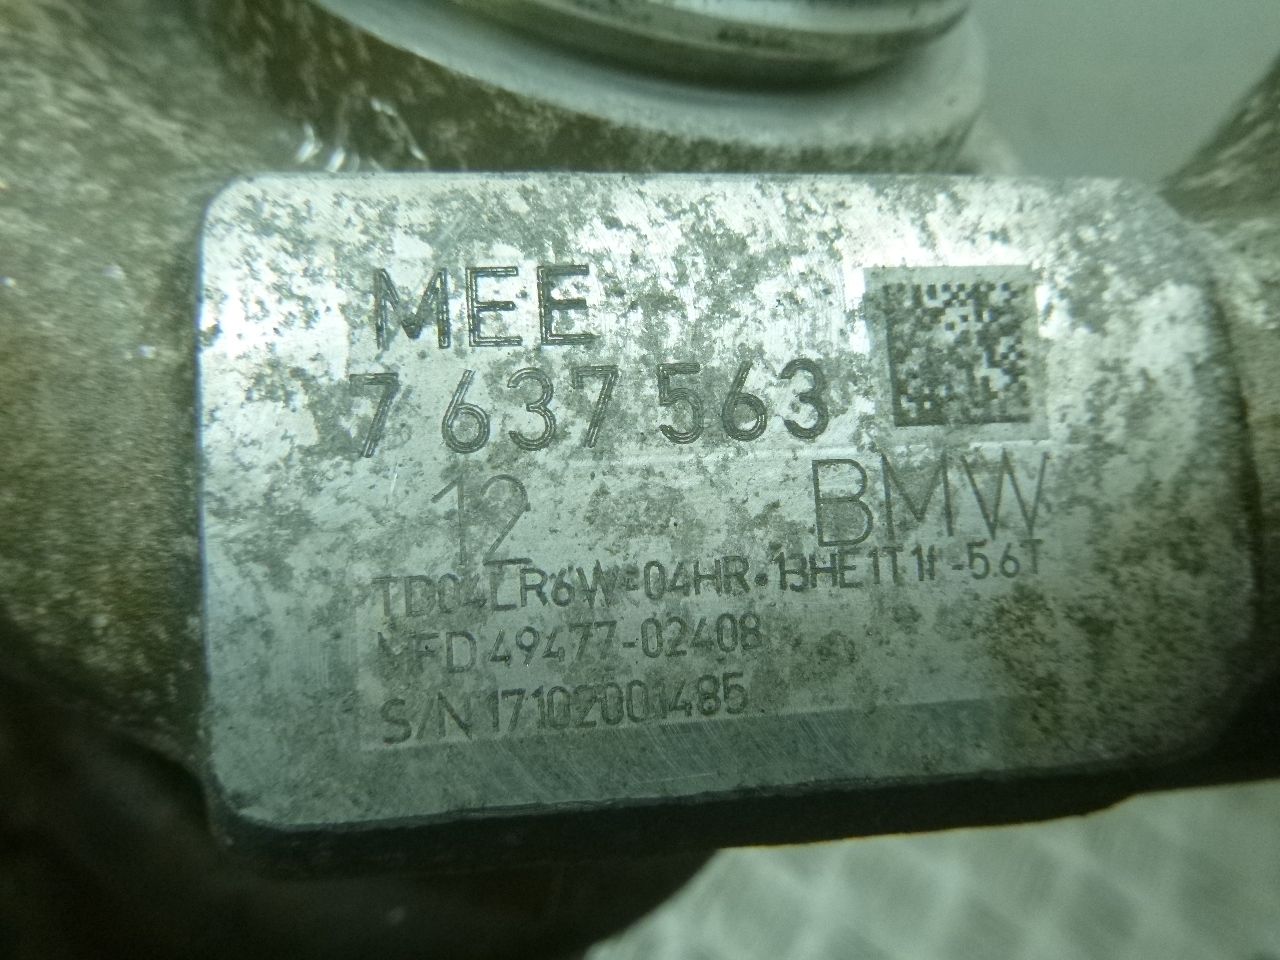 MEE
7 637 563
12 BMW
TD04LR6W-04HR•13HE1T1f-5.6T
MFD 49477-02408
S/N 17102001485